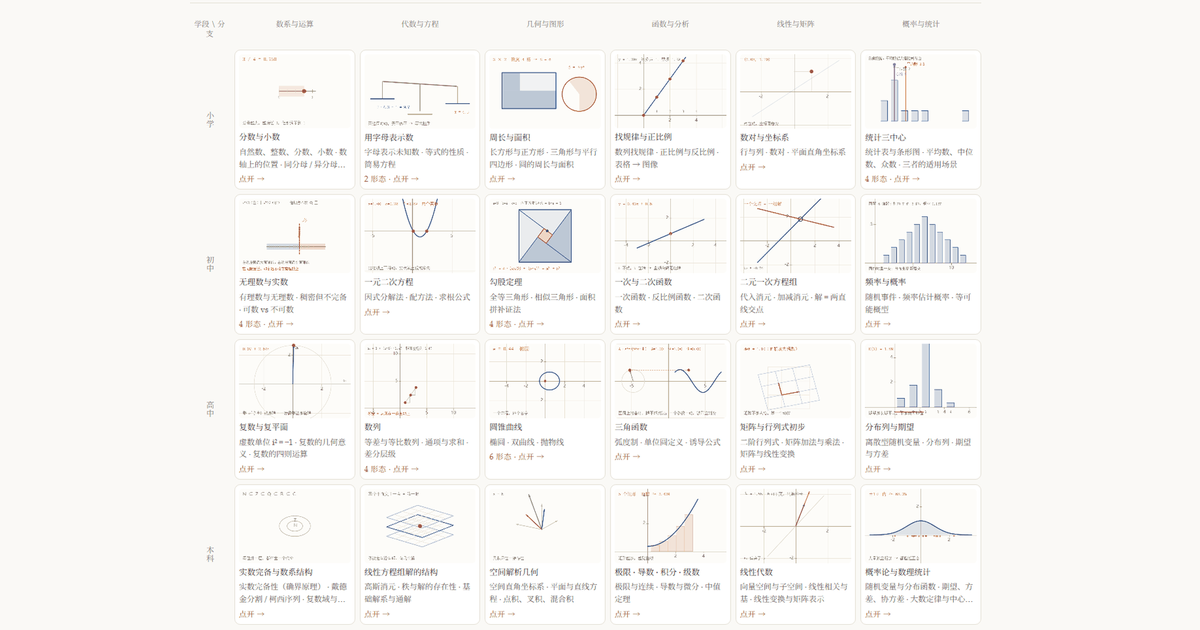 学段 \ 分支
数系与运算
代数与方程
几何与图形
函数与分析
线性与矩阵
概率与统计
小学
分数与小数
自然数、整数、分数、小数 · 数
轴上的位置 · 同分母 / 异分母…
点开 →
用字母表示数
字母表示未知数 · 等式的性质 ·
简易方程
2 形态 · 点开 →
周长与面积
长方形与正方形 · 三角形与平行
四边形 · 圆的周长与面积
点开 →
找规律与正比例
数列找规律 · 正比例与反比例 ·
表格 → 图像
点开 →
数对与坐标系
行与列 · 数对 · 平面直角坐标系
点开 →
统计三中心
统计表与条形图 · 平均数、中位
数、众数 · 三者的适用场景
4 形态 · 点开 →
初中
无理数与实数
有理数与无理数 · 稠密但不完备
· 可数 vs 不可数
4 形态 · 点开 →
一元二次方程
因式分解法 · 配方法 · 求根公式
点开 →
勾股定理
全等三角形 · 相似三角形 · 面积
拼补证法
4 形态 · 点开 →
一次与二次函数
一次函数 · 反比例函数 · 二次函
数
点开 →
二元一次方程组
代入消元 · 加减消元 · 解 = 两直
线交点
点开 →
频率与概率
随机事件 · 频率估计概率 · 等可
能模型
点开 →
高中
复数与复平面
虚数单位 i² = −1 · 复数的几何意
义 · 复数的四则运算
点开 →
数列
等差与等比数列 · 通项与求和 ·
差分层级
4 形态 · 点开 →
圆锥曲线
椭圆 · 双曲线 · 抛物线
6 形态 · 点开 →
三角函数
弧度制 · 单位圆定义 · 诱导公式
点开 →
矩阵与行列式初步
二阶行列式 · 矩阵加法与乘法 ·
矩阵与线性变换
点开 →
分布列与期望
离散型随机变量 · 分布列 · 期望
与方差
点开 →
本科
实数完备与数系结构
实数完备性（确界原理） · 戴德
金分割 / 柯西序列 · 复数域与…
点开 →
线性方程组解的结构
高斯消元 · 秩与解的存在性 · 基
础解系与通解
点开 →
空间解析几何
空间直角坐标系 · 平面与直线方
程 · 点积、叉积、混合积
点开 →
极限 · 导数 · 积分 · 级数
极限与连续 · 导数与微分 · 中值
定理
点开 →
线性代数
向量空间与子空间 · 线性相关与
基 · 线性变换与矩阵表示
点开 →
概率论与数理统计
随机变量与分布函数 · 期望、方
差、协方差 · 大数定律与中心…
点开 →